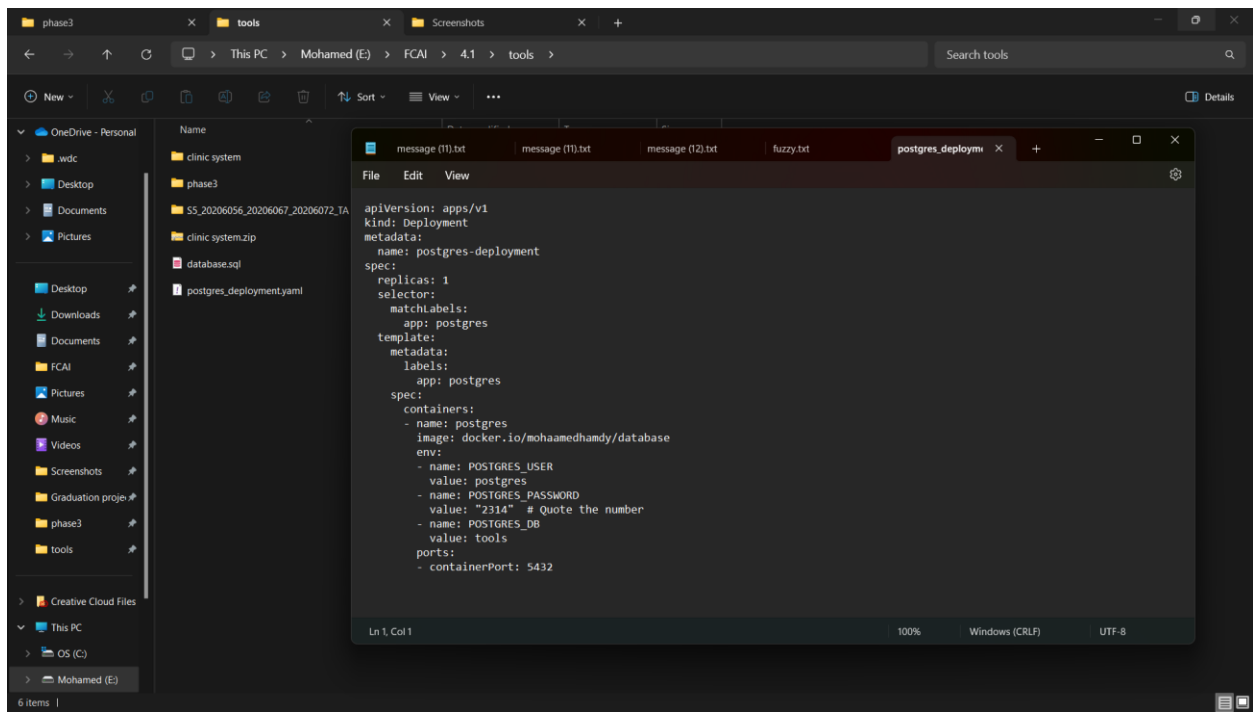 phase3
tools
Screenshots
This PC > Mohamed (E:) > FCAI > 4.1 > tools >
Search tools
New
Sort
View
Details
OneDrive - Personal
.wdc
Desktop
Documents
Pictures
Desktop
Downloads
Documents
FCAI
Pictures
Music
Videos
Screenshots
Graduation proje
phase3
tools
Creative Cloud Files
This PC
OS (C:)
Mohamed (E:)
6 items
Name
clinic system
phase3
S5_20206056_20206067_20206072_TA
clinic system.zip
database.sql
postgres_deployment.yaml
message (11).txt
message (11).txt
message (12).txt
fuzzy.txt
postgres_deployme
File Edit View
apiVersion: apps/v1
kind: Deployment
metadata:
  name: postgres-deployment
spec:
  replicas: 1
  selector:
    matchLabels:
      app: postgres
  template:
    metadata:
      labels:
        app: postgres
    spec:
      containers:
      - name: postgres
        image: docker.io/mohaamedhamdy/database
        env:
        - name: POSTGRES_USER
          value: postgres
        - name: POSTGRES_PASSWORD
          value: "2314"  # Quote the number
        - name: POSTGRES_DB
          value: tools
        ports:
        - containerPort: 5432
Ln 1, Col 1
100%
Windows (CRLF)
UTF-8